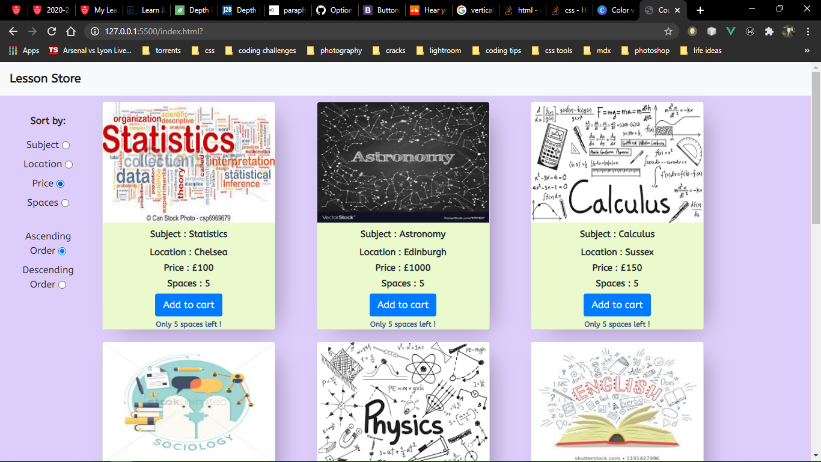 2020-2
My Lea
Learn J
Depth
Depth
paraph
Option
Button
Hear y
vertical
html -
css - H
Color v
Co
127.0.0.1:5500/index.html?
Apps
Arsenal vs Lyon Live...
torrents
css
coding challenges
photography
cracks
lightroom
coding tips
css tools
mdx
photoshop
life ideas
Lesson Store
Sort by:
Subject
Location
Price
Spaces
Ascending
Order
Descending
Order
organization
Statistics
collection
interpretation
data
statistical
theory
inference
© Can Stock Photo - csp6969679
Subject : Statistics
Location : Chelsea
Price : £100
Spaces : 5
Add to cart
Only 5 spaces left !
Astronomy
VectorStock
Subject : Astronomy
Location : Edinburgh
Price : £1000
Spaces : 5
Add to cart
Only 5 spaces left !
Calculus
Subject : Calculus
Location : Sussex
Price : £150
Spaces : 5
Add to cart
Only 5 spaces left !
SOCIOLOGY
Physics
ENGLISH
shutterstock.com • 1191427996